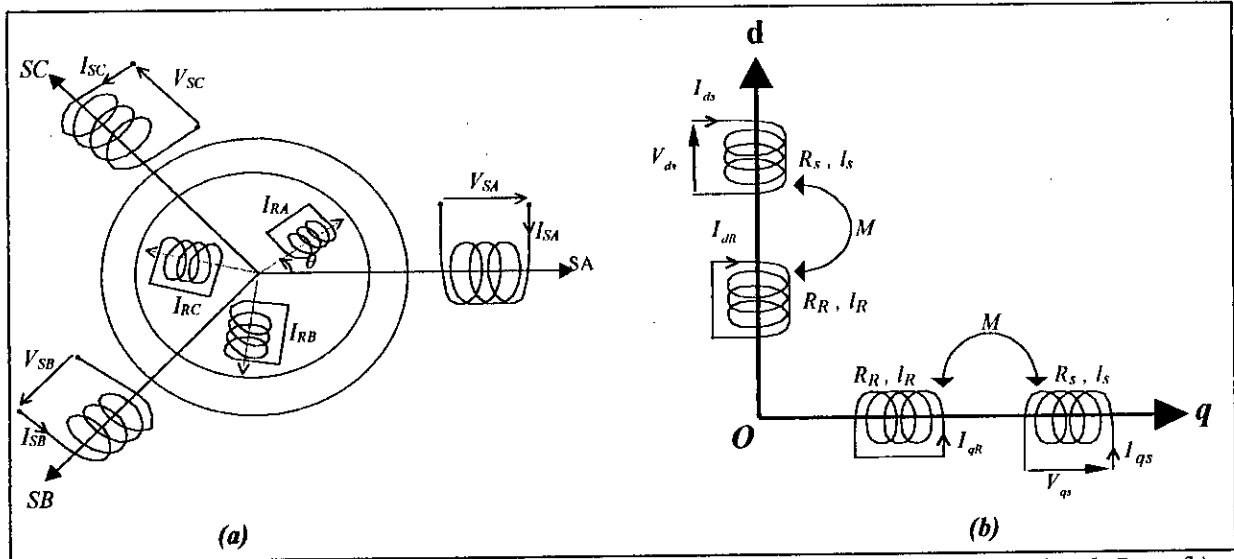 SC
I_SC
V_SC
V_SA
I_SA
SA
I_RA
θ
I_RC
I_RB
V_SB
I_SB
SB
(a)
d
I_ds
V_ds
R_s , l_s
M
I_dR
R_R , l_R
M
R_R , l_R
R_s , l_s
O
q
I_qR
V_qs
I_qs
(b)